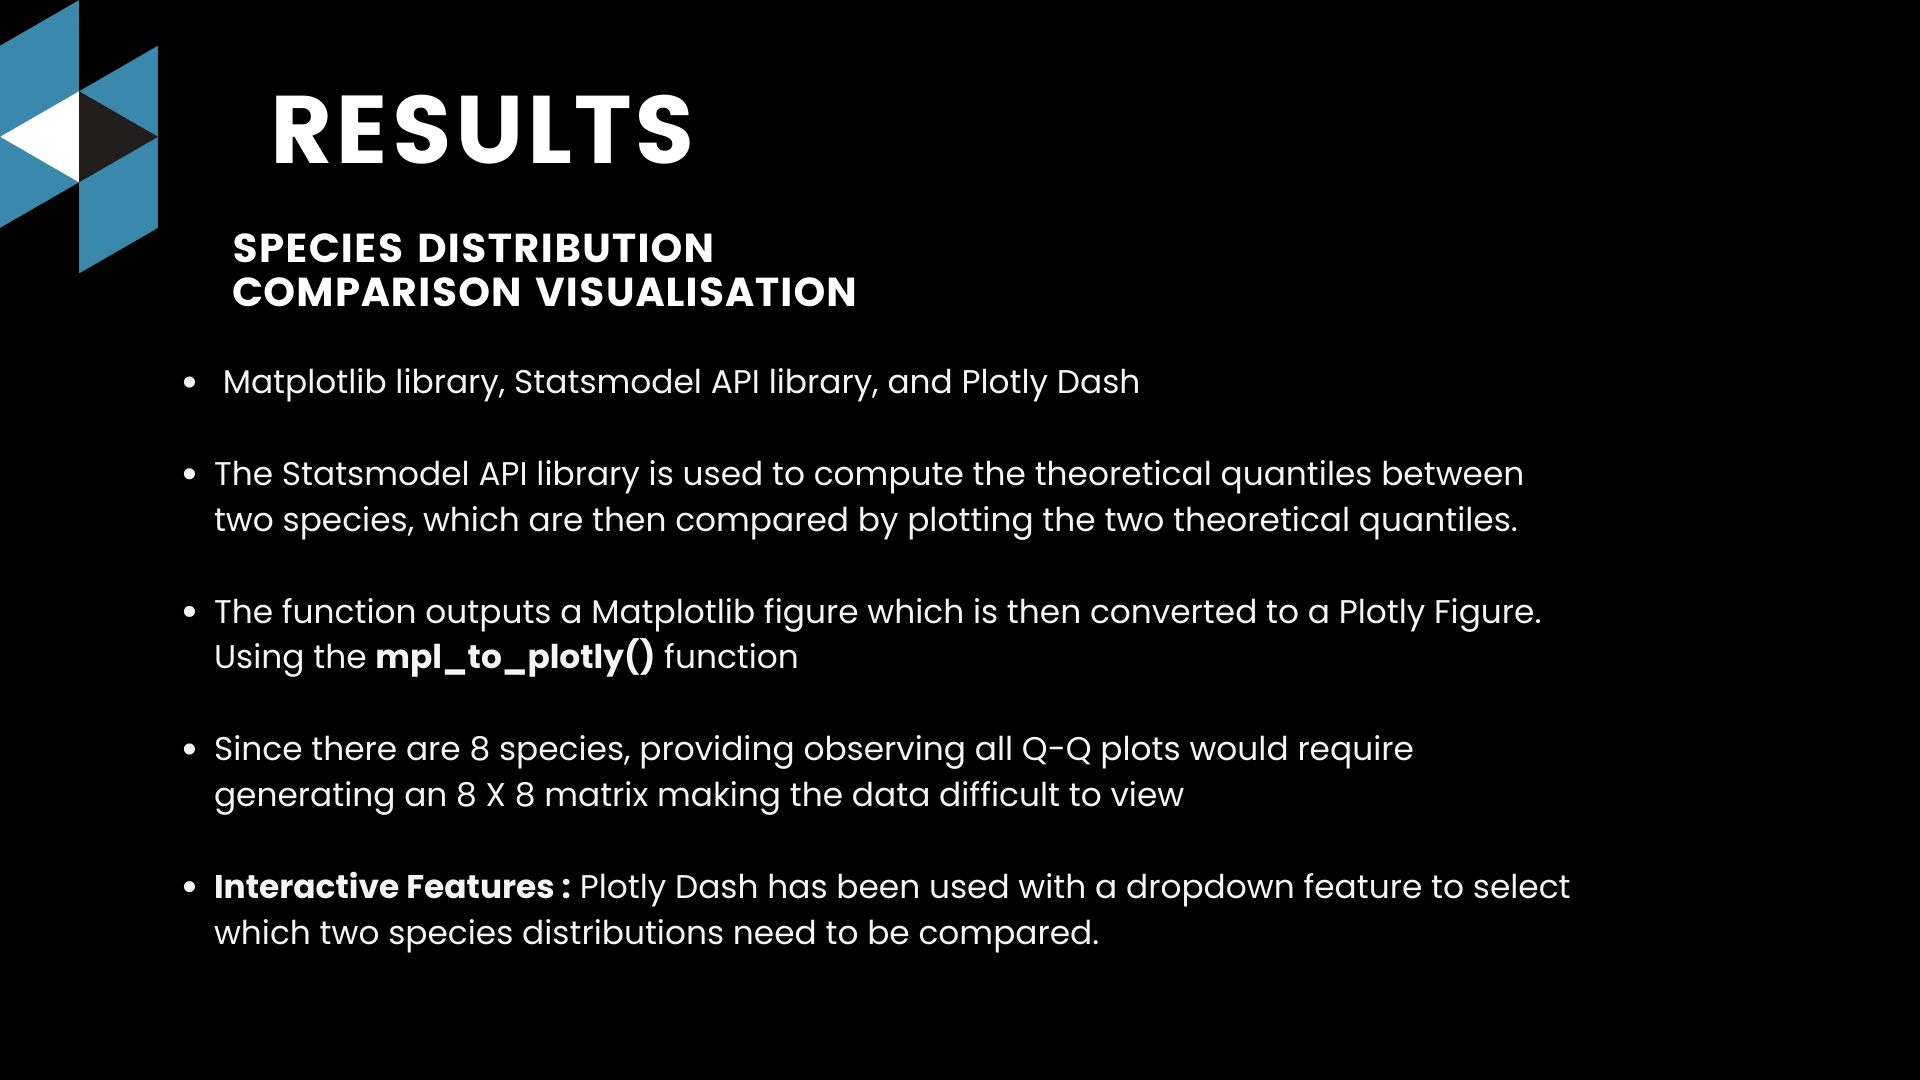 RESULTS
SPECIES DISTRIBUTION
COMPARISON VISUALISATION
• Matplotlib library, Statsmodel API library, and Plotly Dash
• The Statsmodel API library is used to compute the theoretical quantiles between
two species, which are then compared by plotting the two theoretical quantiles.
• The function outputs a Matplotlib figure which is then converted to a Plotly Figure.
Using the mpl_to_plotly() function
• Since there are 8 species, providing observing all Q-Q plots would require
generating an 8 X 8 matrix making the data difficult to view
• Interactive Features : Plotly Dash has been used with a dropdown feature to select
which two species distributions need to be compared.